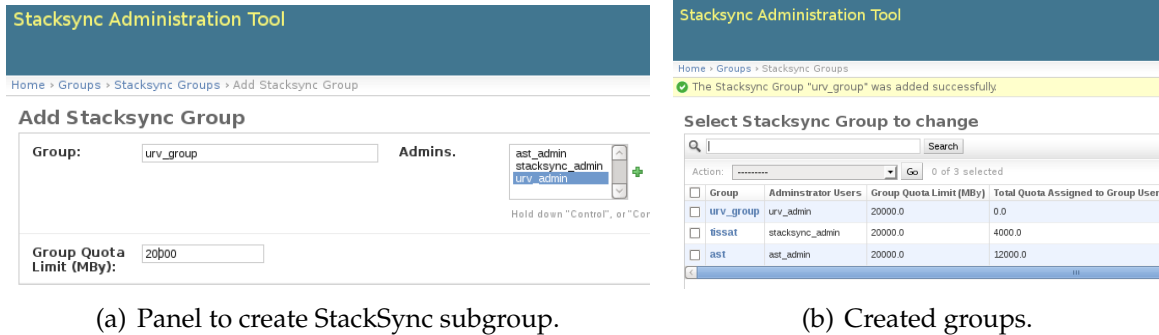 Stacksync Administration Tool
Home › Groups › Stacksync Groups › Add Stacksync Group
Add Stacksync Group
Group: urv_group Admins. ast_admin
stacksync_admin
urv_admin
Hold down "Control", or "Cor
Group Quota Limit (MBy): 20000
(a) Panel to create StackSync subgroup.
Stacksync Administration Tool
Home › Groups › Stacksync Groups
The Stacksync Group "urv_group" was added successfully.
Select Stacksync Group to change
Search
Action: --------- Go 0 of 3 selected
Group Adminstrator Users Group Quota Limit (MBy) Total Quota Assigned to Group User
urv_group urv_admin 20000.0 0.0
tissat stacksync_admin 20000.0 4000.0
ast ast_admin 20000.0 12000.0
(b) Created groups.